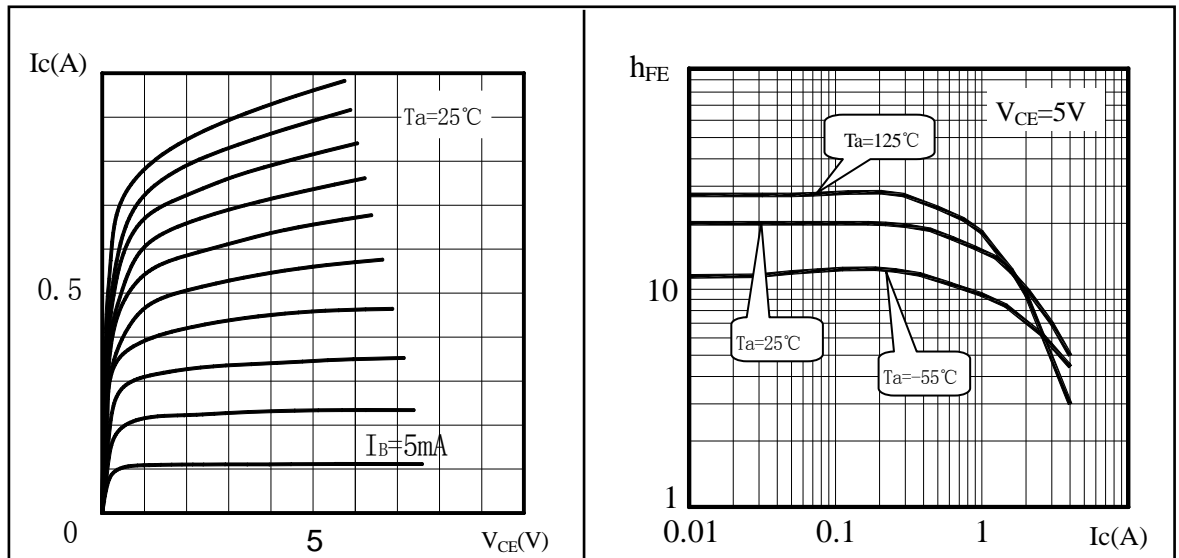 Ic(A)
Ta=25℃
0.5
IB=5mA
0
5
VCE(V)
hFE
VCE=5V
Ta=125℃
10
Ta=25℃
Ta=-55℃
1
0.01
0.1
1
Ic(A)